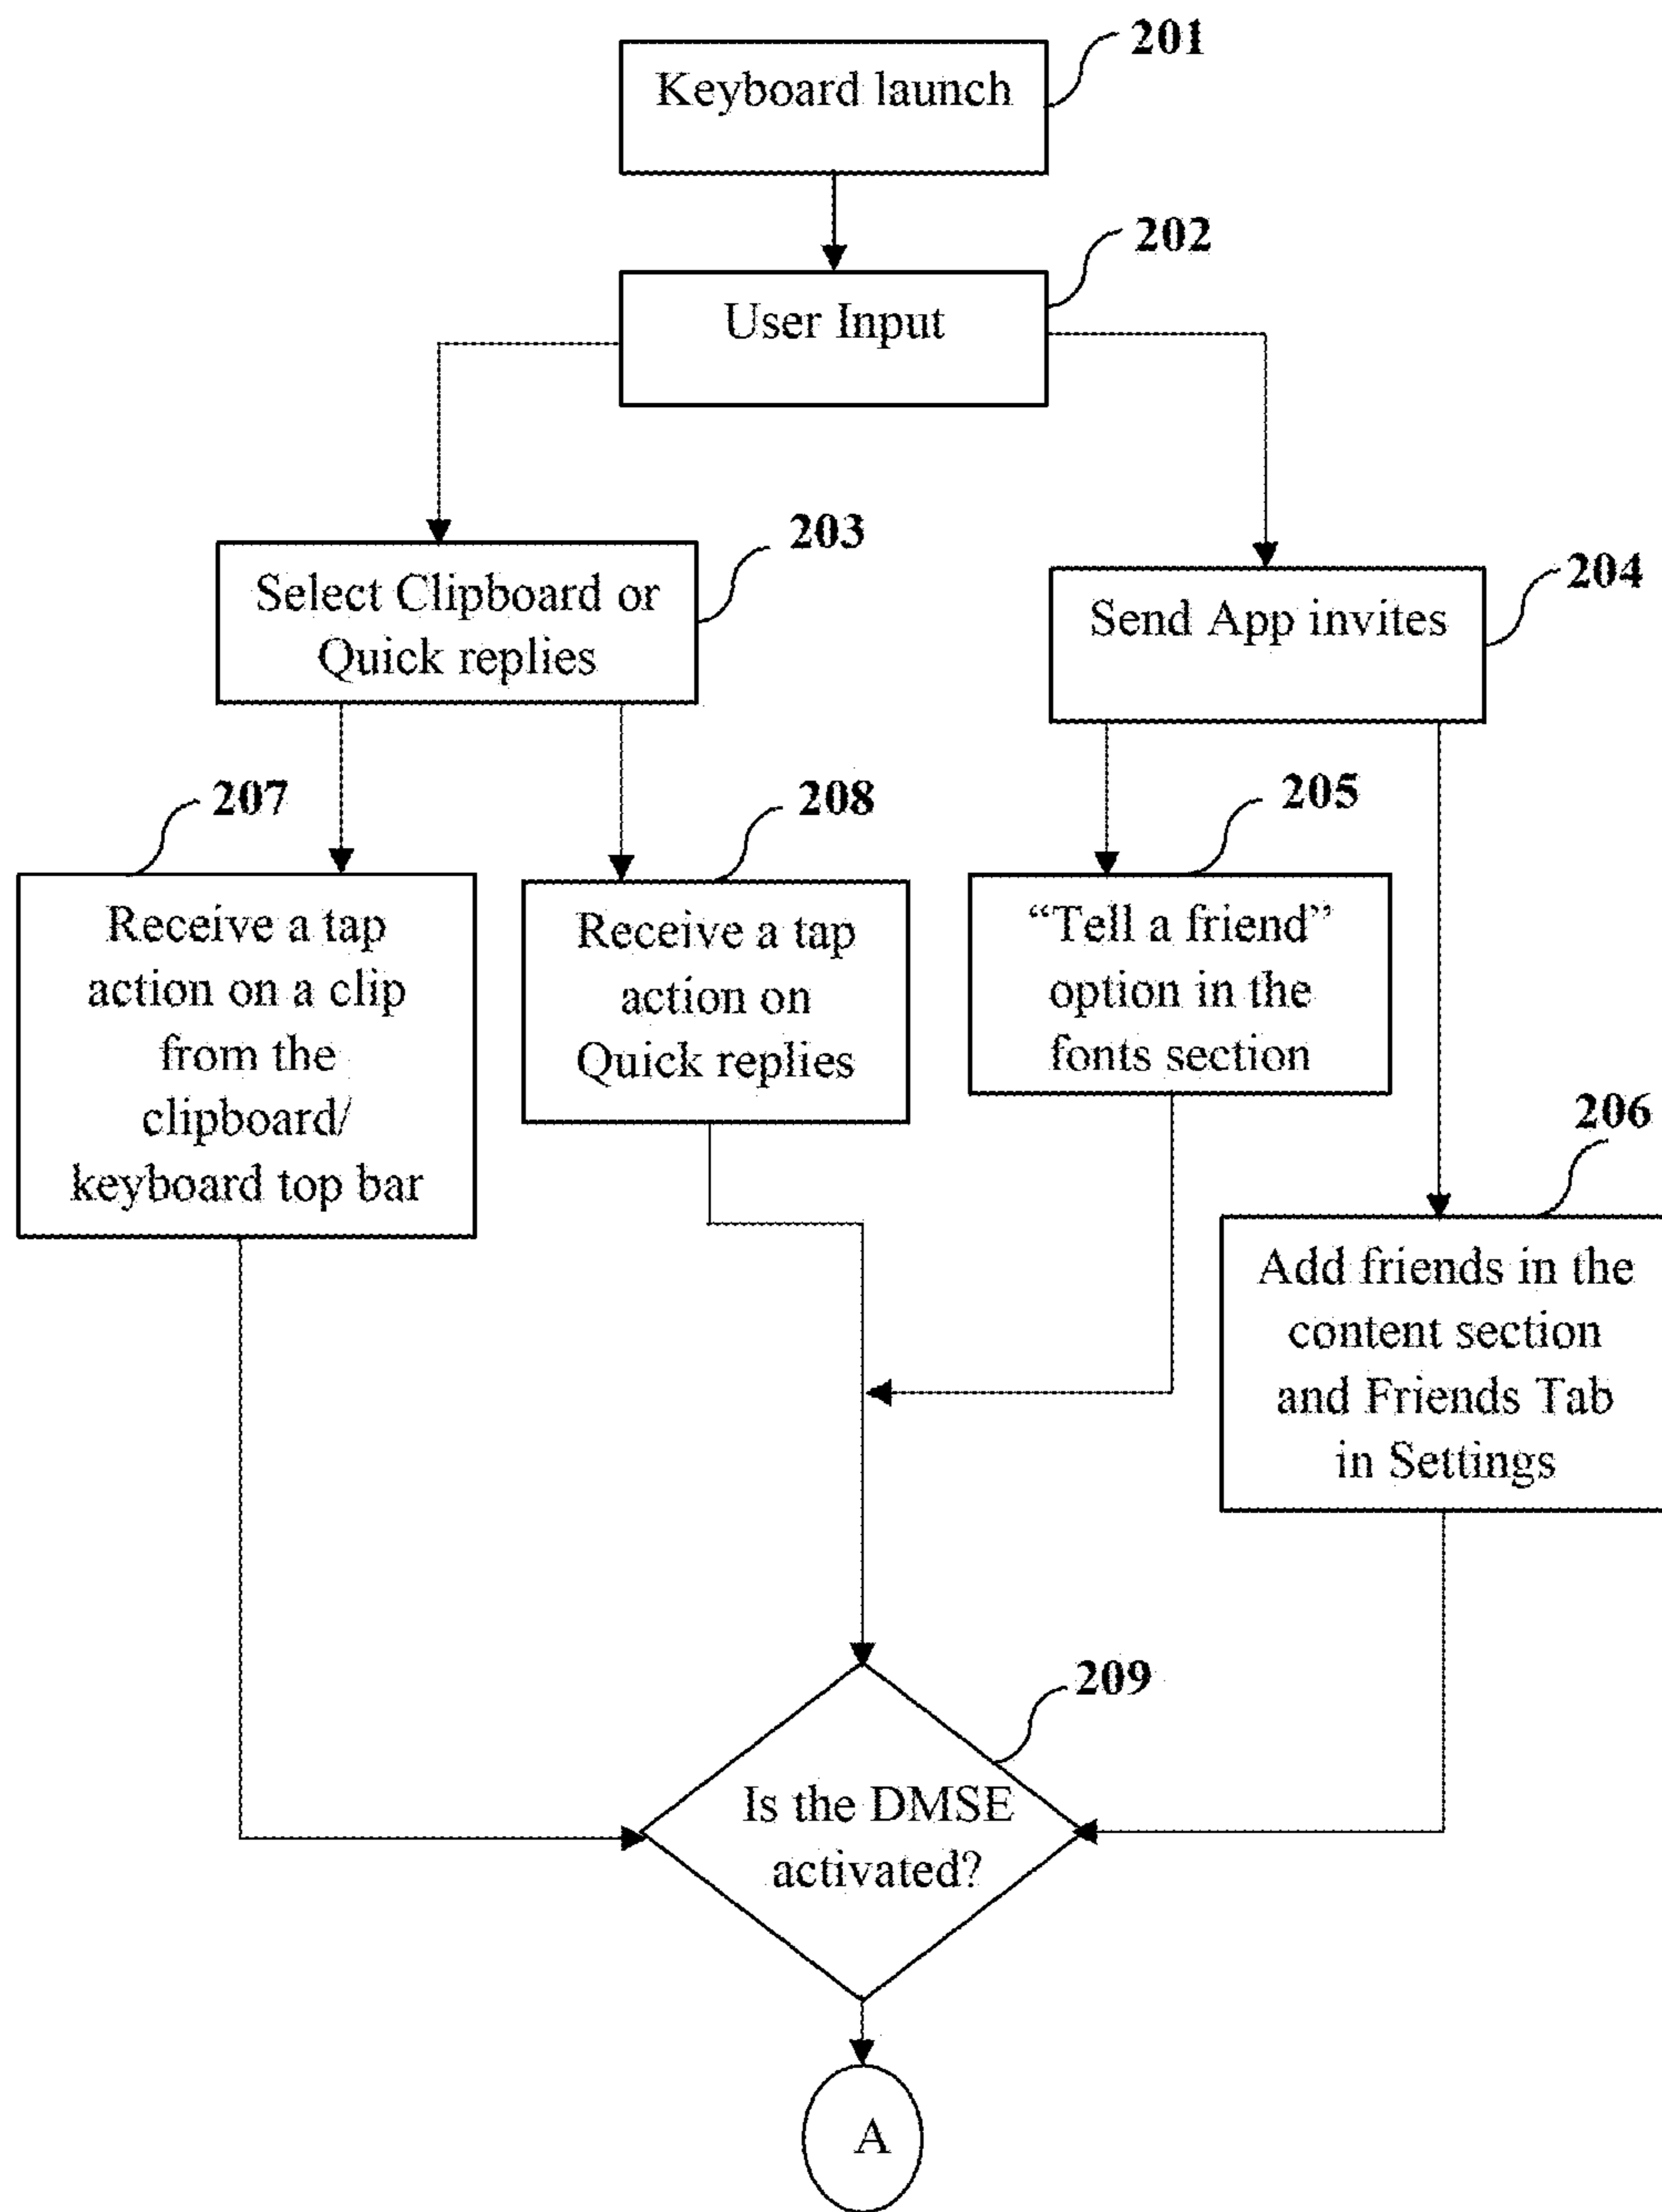 201
Keyboard launch
202
User Input
203
Select Clipboard or
Quick replies
204
Send App invites
207
Receive a tap
action on a clip
from the
clipboard/
keyboard top bar
208
Receive a tap
action on
Quick replies
205
“Tell a friend”
option in the
fonts section
206
Add friends in the
content section
and Friends Tab
in Settings
209
Is the DMSE
activated?
A